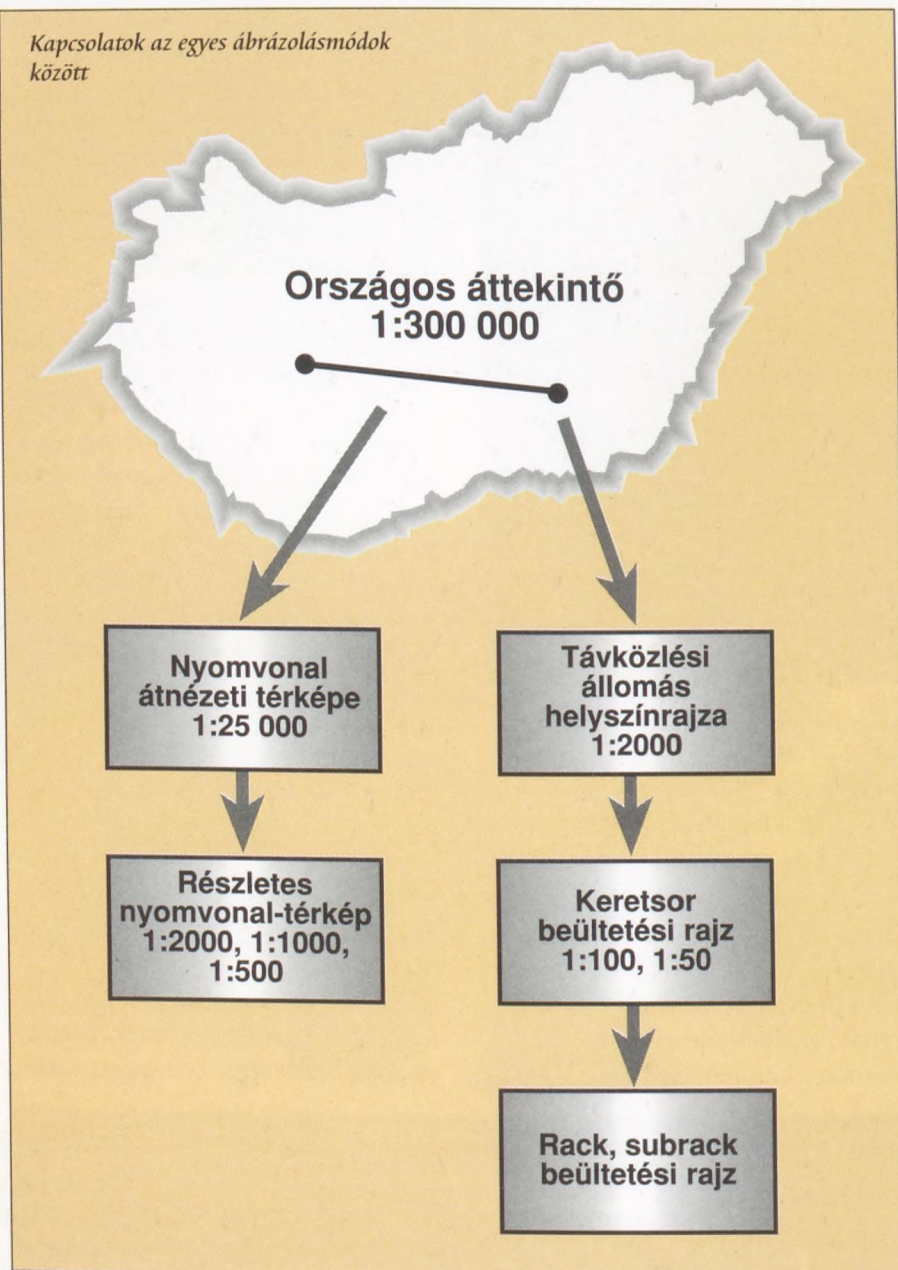 Kapcsolatok az egyes ábrázolásmódok
között
Országos áttekintő
1:300 000
Nyomvonal
átnézeti térképe
1:25 000
Részletes
nyomvonal-térkép
1:2000, 1:1000,
1:500
Távközlési
állomás
helyszínrajza
1:2000
Keretsor
beültetési rajz
1:100, 1:50
Rack, subrack
beültetési rajz